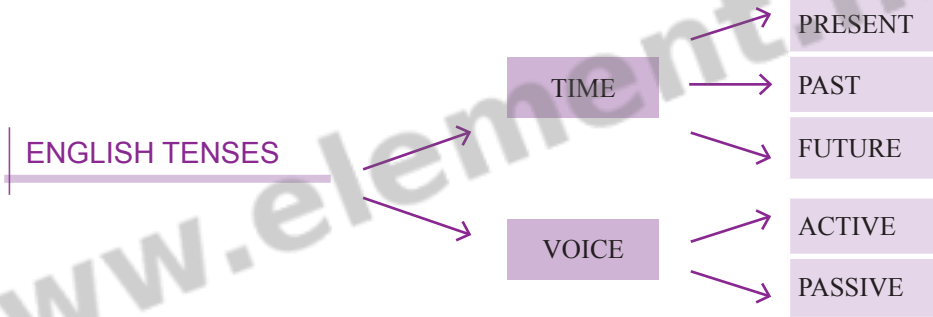 ENGLISH TENSES
TIME
PRESENT
PAST
FUTURE
VOICE
ACTIVE
PASSIVE
www.element.